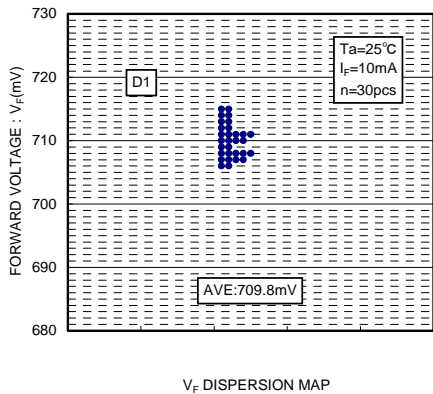 730
720
710
700
690
680
FORWARD VOLTAGE : VF(mV)
D1
Ta=25℃
IF=10mA
n=30pcs
AVE:709.8mV
VF DISPERSION MAP